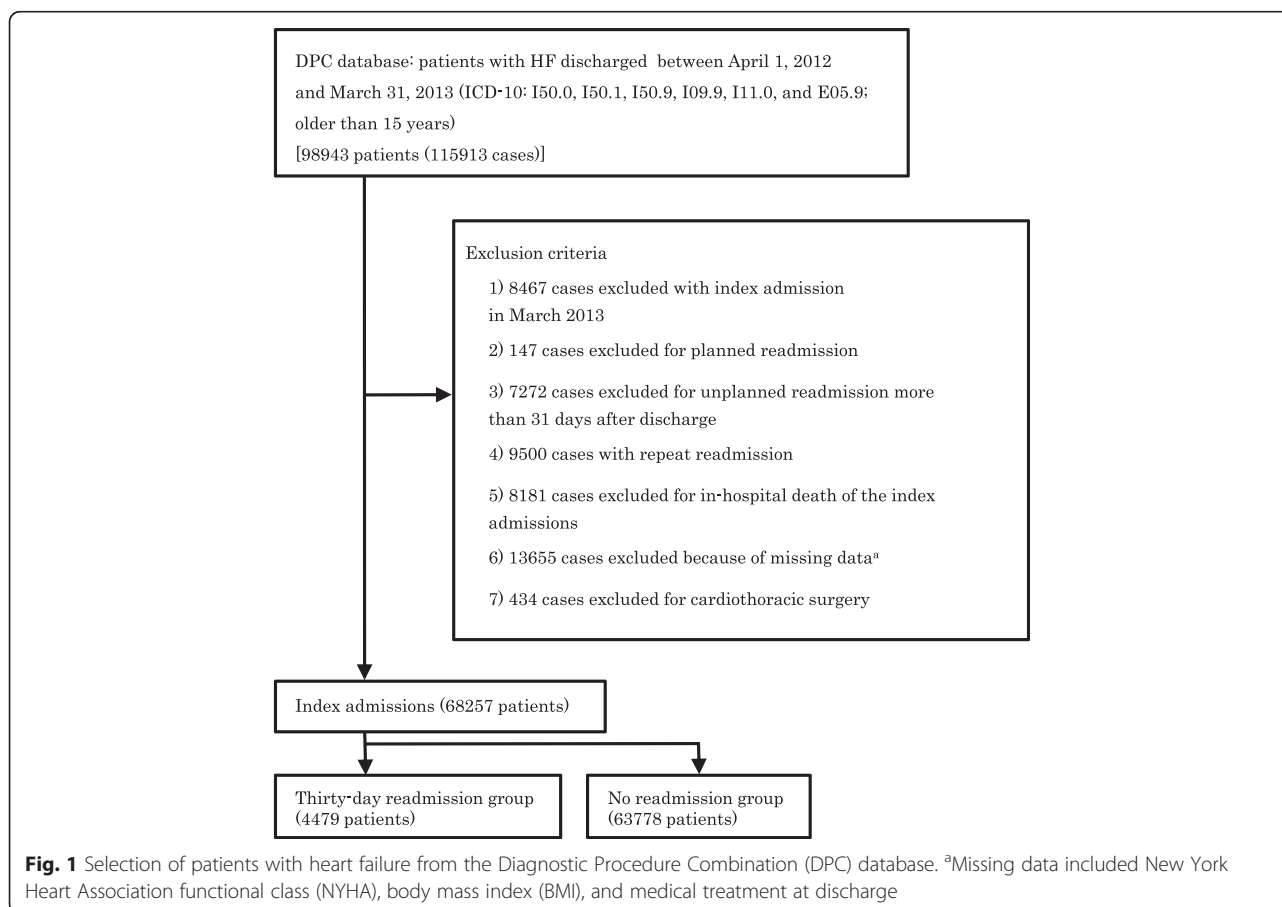 DPC database: patients with HF discharged between April 1, 2012
and March 31, 2013 (ICD-10: I50.0, I50.1, I50.9, I09.9, I11.0, and E05.9;
older than 15 years)
[98943 patients (115913 cases)]
Exclusion criteria
1) 8467 cases excluded with index admission
in March 2013
2) 147 cases excluded for planned readmission
3) 7272 cases excluded for unplanned readmission more
than 31 days after discharge
4) 9500 cases with repeat readmission
5) 8181 cases excluded for in-hospital death of the index
admissions
6) 13655 cases excluded because of missing dataᵃ
7) 434 cases excluded for cardiothoracic surgery
Index admissions (68257 patients)
Thirty-day readmission group
(4479 patients)
No readmission group
(63778 patients)
Fig. 1 Selection of patients with heart failure from the Diagnostic Procedure Combination (DPC) database. ᵃMissing data included New York
Heart Association functional class (NYHA), body mass index (BMI), and medical treatment at discharge